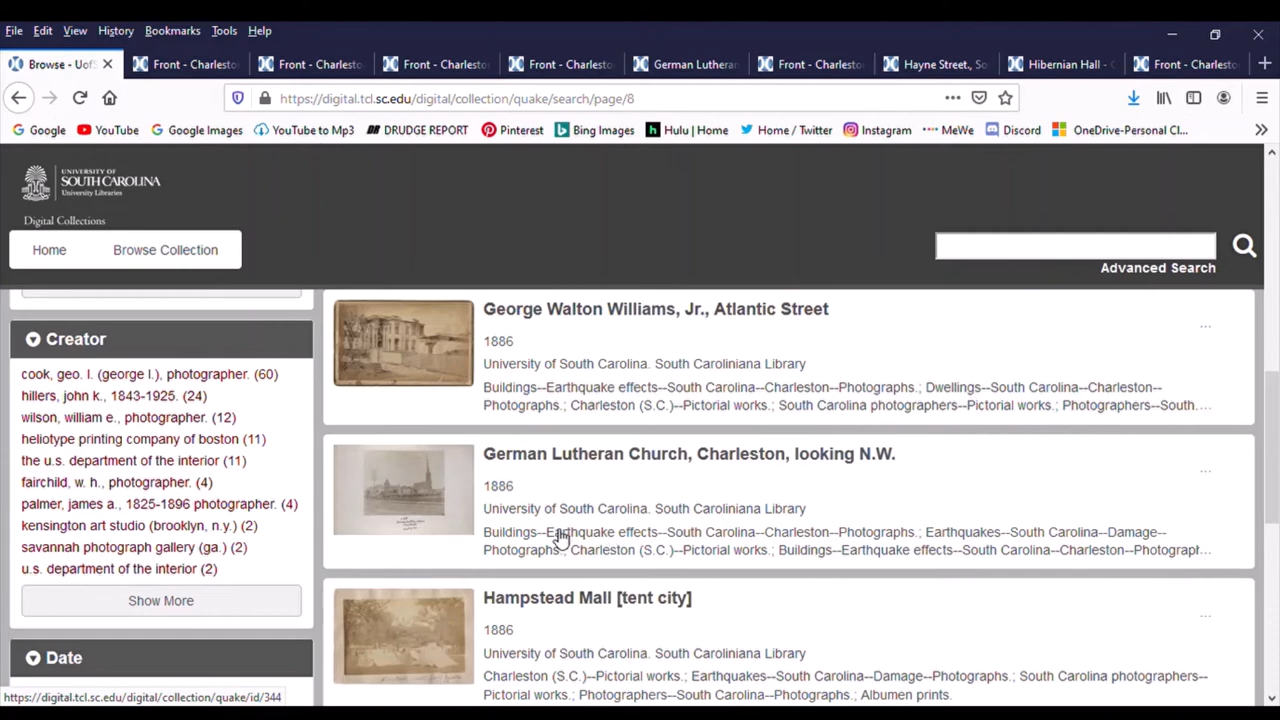 File Edit View History Bookmarks Tools Help
Browse - UofS
Front - Charleston
Front - Charlesto
Front - Charlesto
Front - Charlesto
German Luthera
Front - Charlesto
Hayne Street., So
Hibernian Hall -
Front - Charlesto
https://digital.tcl.sc.edu/digital/collection/quake/search/page/8
Google YouTube Google Images YouTube to Mp3 DRUDGE REPORT Pinterest Bing Images Hulu | Home Home / Twitter Instagram MeWe Discord OneDrive-Personal Cl...
UNIVERSITY OF
SOUTH CAROLINA
University Libraries
Digital Collections
Home Browse Collection
Advanced Search
Creator
cook, geo. l. (george l.), photographer. (60)
hillers, john k., 1843-1925. (24)
wilson, william e., photographer. (12)
heliotype printing company of boston (11)
the u.s. department of the interior (11)
fairchild, w. h., photographer. (4)
palmer, james a., 1825-1896 photographer. (4)
kensington art studio (brooklyn, n.y.) (2)
savannah photograph gallery (ga.) (2)
u.s. department of the interior (2)
Show More
Date
George Walton Williams, Jr., Atlantic Street
1886
University of South Carolina. South Caroliniana Library
Buildings--Earthquake effects--South Carolina--Charleston--Photographs.; Dwellings--South Carolina--Charleston--
Photographs.; Charleston (S.C.)--Pictorial works.; South Carolina photographers--Pictorial works.; Photographers--South....
German Lutheran Church, Charleston, looking N.W.
1886
University of South Carolina. South Caroliniana Library
Buildings--Earthquake effects--South Carolina--Charleston--Photographs.; Earthquakes--South Carolina--Damage--
Photographs.; Charleston (S.C.)--Pictorial works.; Buildings--Earthquake effects--South Carolina--Charleston--Photograph...
Hampstead Mall [tent city]
1886
University of South Carolina. South Caroliniana Library
Charleston (S.C.)--Pictorial works.; Earthquakes--South Carolina--Damage--Photographs.; South Carolina photographers--
Pictorial works.; Photographers--South Carolina--Photographs.; Albumen prints.
https://digital.tcl.sc.edu/digital/collection/quake/id/344